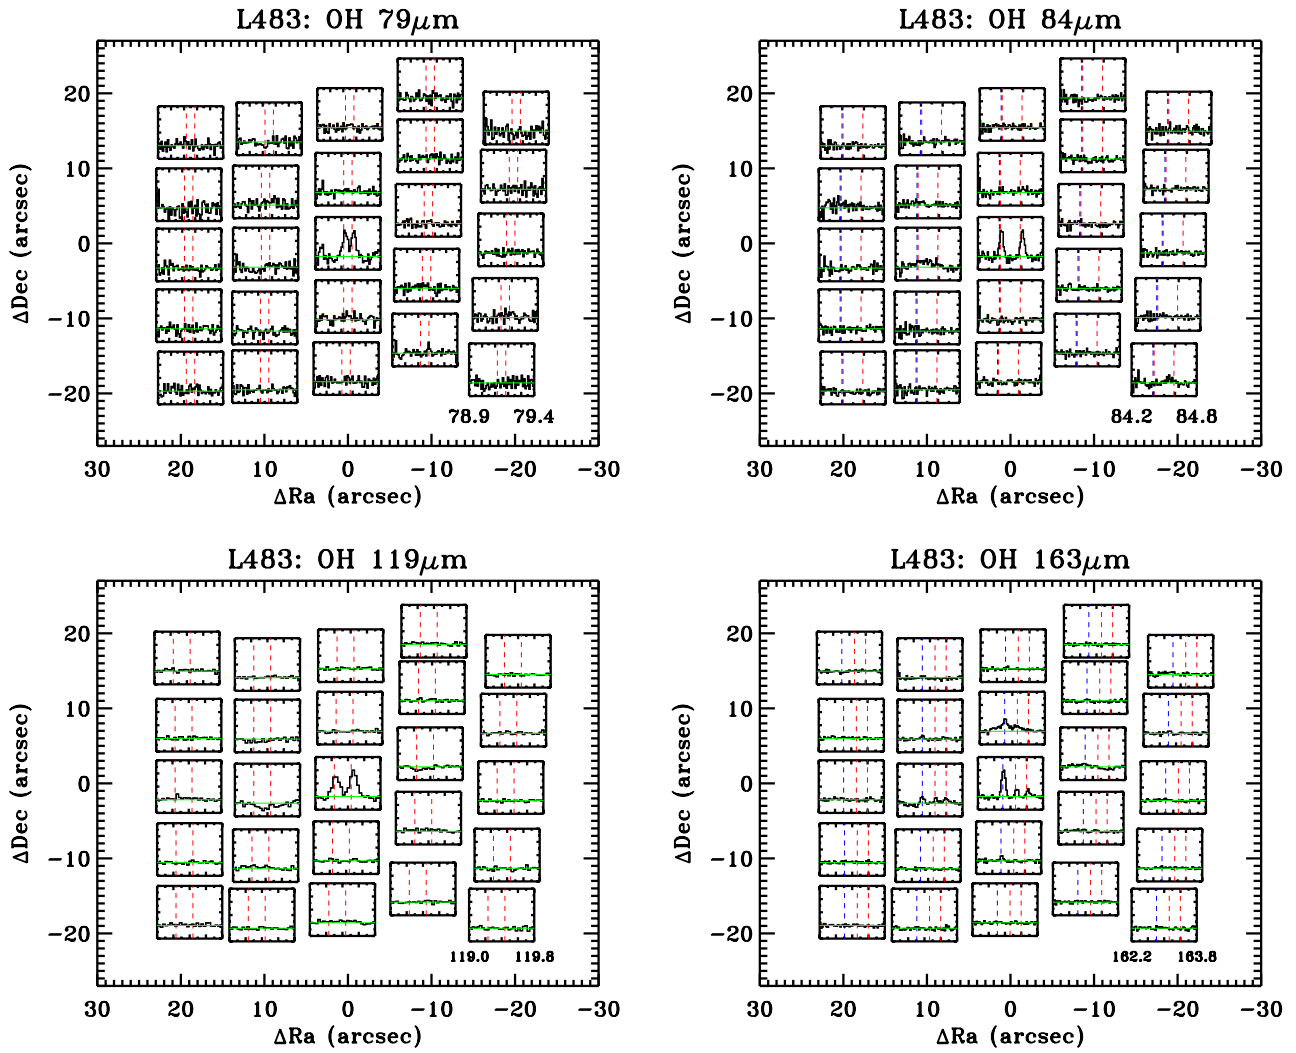 L483: OH 79μm
L483: OH 84μm
ΔDec (arcsec)
20
10
0
−10
−20
78.9 79.4
30 20 10 0 −10 −20 −30
ΔRa (arcsec)
ΔDec (arcsec)
20
10
0
−10
−20
84.2 84.8
30 20 10 0 −10 −20 −30
ΔRa (arcsec)
L483: OH 119μm
L483: OH 163μm
ΔDec (arcsec)
20
10
0
−10
−20
119.0 119.8
30 20 10 0 −10 −20 −30
ΔRa (arcsec)
ΔDec (arcsec)
20
10
0
−10
−20
162.2 163.8
30 20 10 0 −10 −20 −30
ΔRa (arcsec)